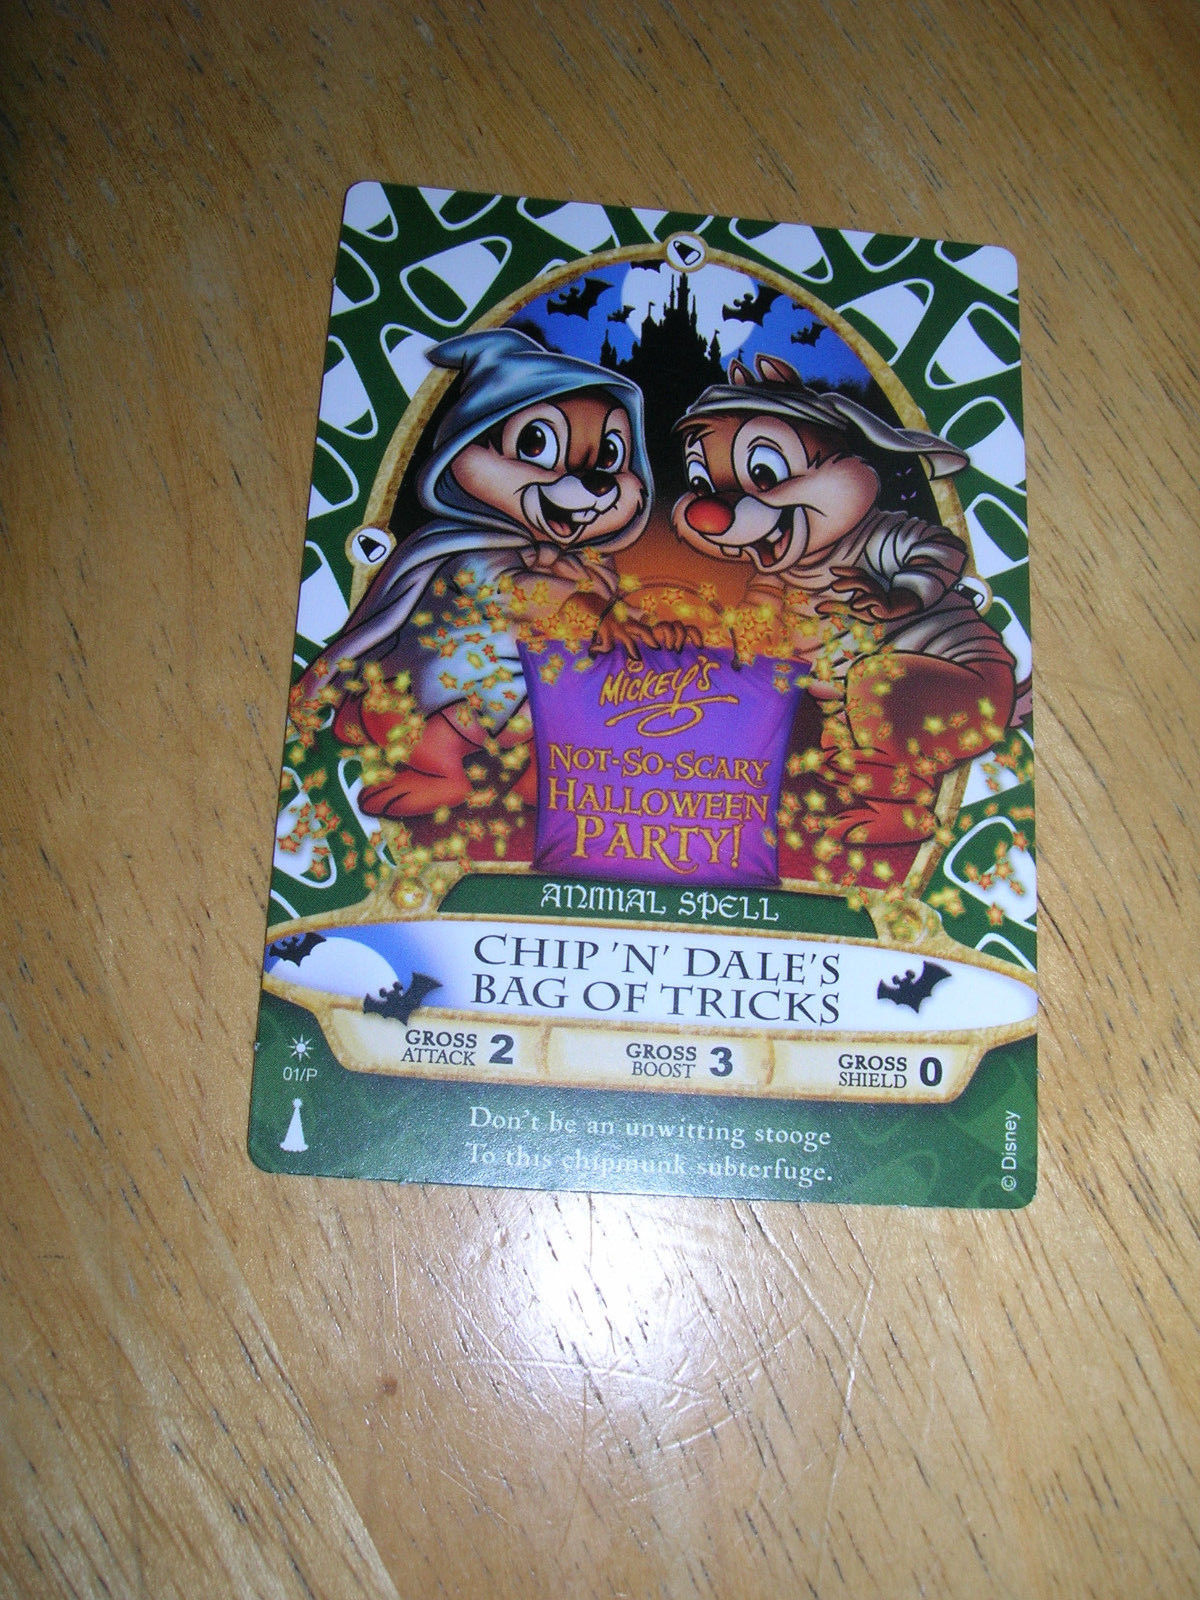 Mickey's
Not-So-Scary
Halloween
Party!
ANIMAL SPELL
CHIP 'N' DALE'S
BAG OF TRICKS
GROSS
ATTACK 2
GROSS
BOOST 3
GROSS
SHIELD 0
01/P
Don't be an unwitting stooge
To this chipmunk subterfuge.
© Disney